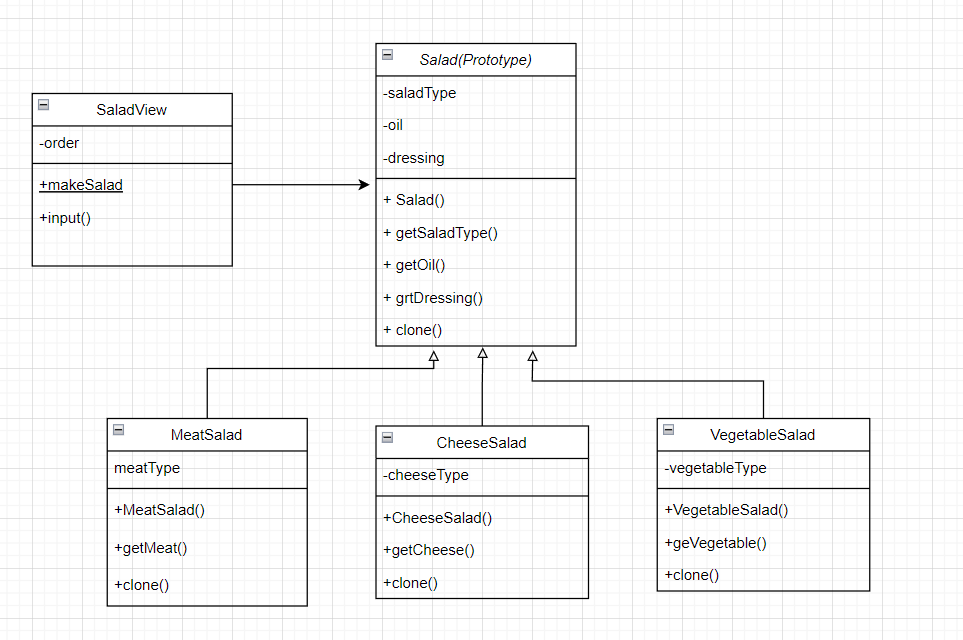 SaladView
-order
+makeSalad
+input()
Salad(Prototype)
-saladType
-oil
-dressing
+ Salad()
+ getSaladType()
+ getOil()
+ grtDressing()
+ clone()
MeatSalad
meatType
+MeatSalad()
+getMeat()
+clone()
CheeseSalad
-cheeseType
+CheeseSalad()
+getCheese()
+clone()
VegetableSalad
-vegetableType
+VegetableSalad()
+geVegetable()
+clone()